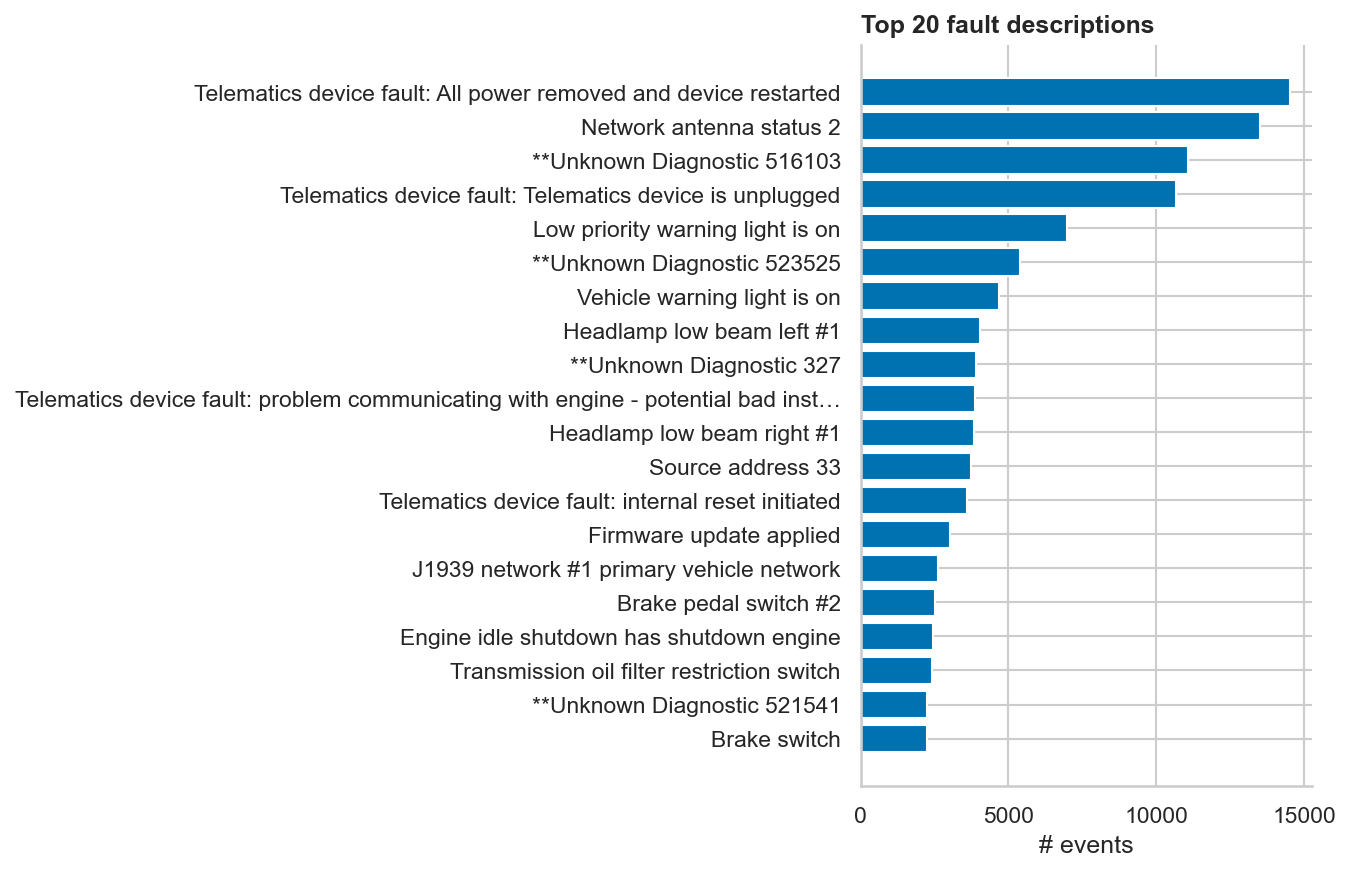 Top 20 fault descriptions
Telematics device fault: All power removed and device restarted
Network antenna status 2
**Unknown Diagnostic 516103
Telematics device fault: Telematics device is unplugged
Low priority warning light is on
**Unknown Diagnostic 523525
Vehicle warning light is on
Headlamp low beam left #1
**Unknown Diagnostic 327
Telematics device fault: problem communicating with engine - potential bad inst…
Headlamp low beam right #1
Source address 33
Telematics device fault: internal reset initiated
Firmware update applied
J1939 network #1 primary vehicle network
Brake pedal switch #2
Engine idle shutdown has shutdown engine
Transmission oil filter restriction switch
**Unknown Diagnostic 521541
Brake switch
0 5000 10000 15000
# events